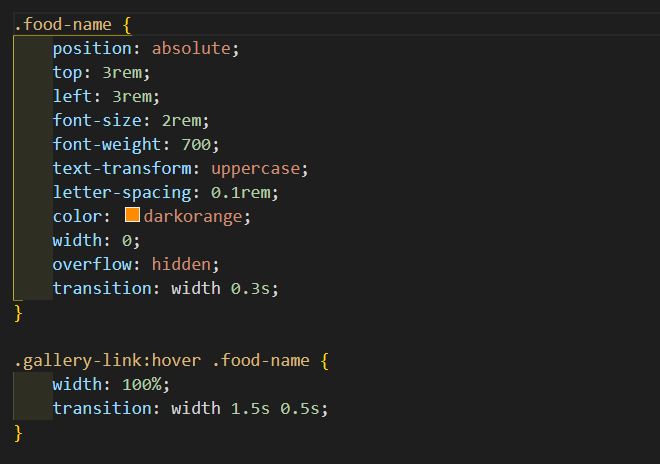 .food-name {
    position: absolute;
    top: 3rem;
    left: 3rem;
    font-size: 2rem;
    font-weight: 700;
    text-transform: uppercase;
    letter-spacing: 0.1rem;
    color: darkorange;
    width: 0;
    overflow: hidden;
    transition: width 0.3s;
}

.gallery-link:hover .food-name {
    width: 100%;
    transition: width 1.5s 0.5s;
}